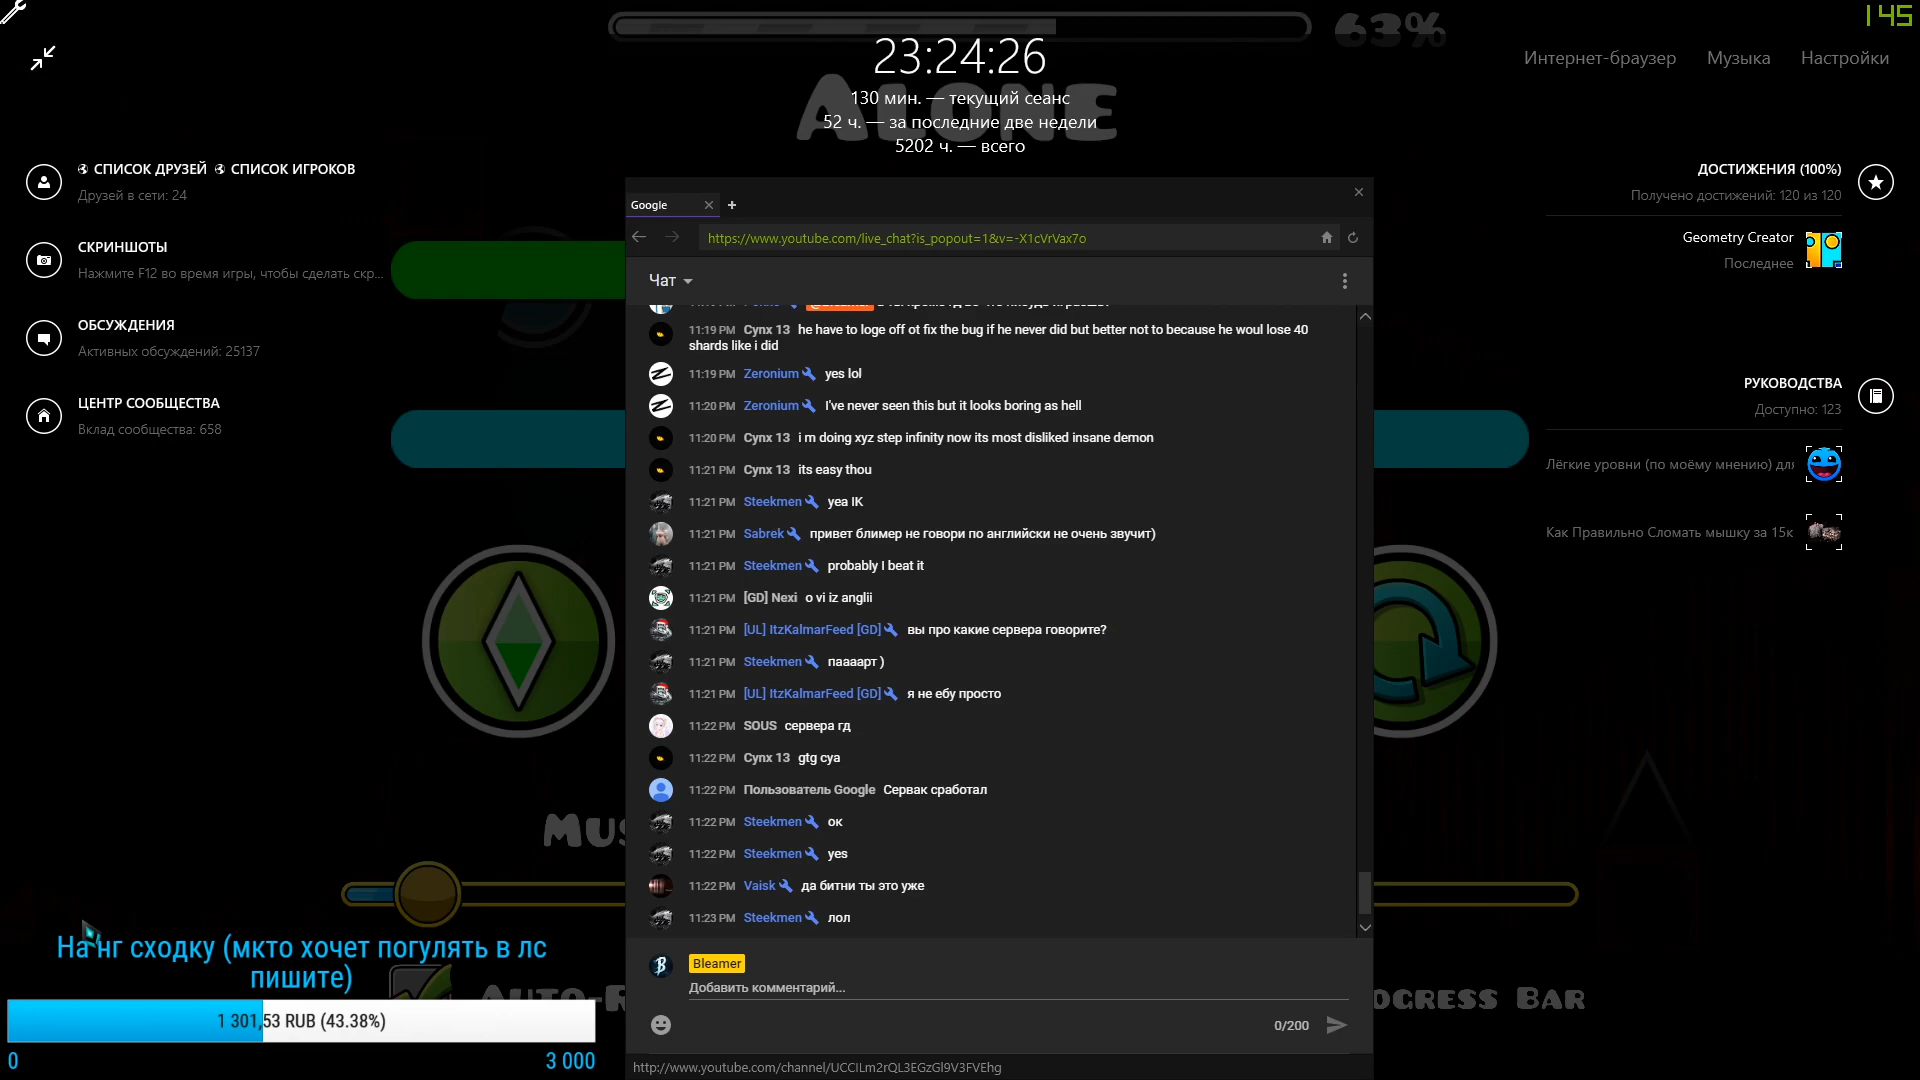 145
63%
23:24:26
ALONE
130 мин. — текущий сеанс
52 ч. — за последние две недели
5202 ч. — всего
Интернет-браузер Музыка Настройки
СПИСОК ДРУЗЕЙ СПИСОК ИГРОКОВ
Друзей в сети: 24
СКРИНШОТЫ
Нажмите F12 во время игры, чтобы сделать скр...
ОБСУЖДЕНИЯ
Активных обсуждений: 25137
ЦЕНТР СООБЩЕСТВА
Вклад сообщества: 658
Google
https://www.youtube.com/live_chat?is_popout=1&v=-X1cVrVax7o
Чат
11:19 PM Cynx 13 he have to loge off ot fix the bug if he never did but better not to because he woul lose 40
shards like i did
11:19 PM Zeronium yes lol
11:20 PM Zeronium I've never seen this but it looks boring as hell
11:20 PM Cynx 13 i m doing xyz step infinity now its most disliked insane demon
11:21 PM Cynx 13 its easy thou
11:21 PM Steekmen yea IK
11:21 PM Sabrek привет блимер не говори по английски не очень звучит)
11:21 PM Steekmen probably I beat it
11:21 PM [GD] Nexi o vi iz anglii
11:21 PM [UL] ItzKalmarFeed [GD] вы про какие сервера говорите?
11:21 PM Steekmen паааарт )
11:21 PM [UL] ItzKalmarFeed [GD] я не ебу просто
11:22 PM SOUS сервера гд
11:22 PM Cynx 13 gtg cya
11:22 PM Пользователь Google Сервак сработал
11:22 PM Steekmen ок
11:22 PM Steekmen yes
11:22 PM Vaisk да битни ты это уже
11:23 PM Steekmen лол
Bleamer
Добавить комментарий...
0/200
http://www.youtube.com/channel/UCCILm2rQL3EGzGl9V3FVEhg
ДОСТИЖЕНИЯ (100%)
Получено достижений: 120 из 120
Geometry Creator
Последнее
РУКОВОДСТВА
Доступно: 123
Лёгкие уровни (по моёму мнению) для
Как Правильно Сломать мышку за 15к
MUS
AUTO-R
OGRESS BAR
На нг сходку (мкто хочет погулять в лс
пишите)
1 301,53 RUB (43.38%)
0 3 000